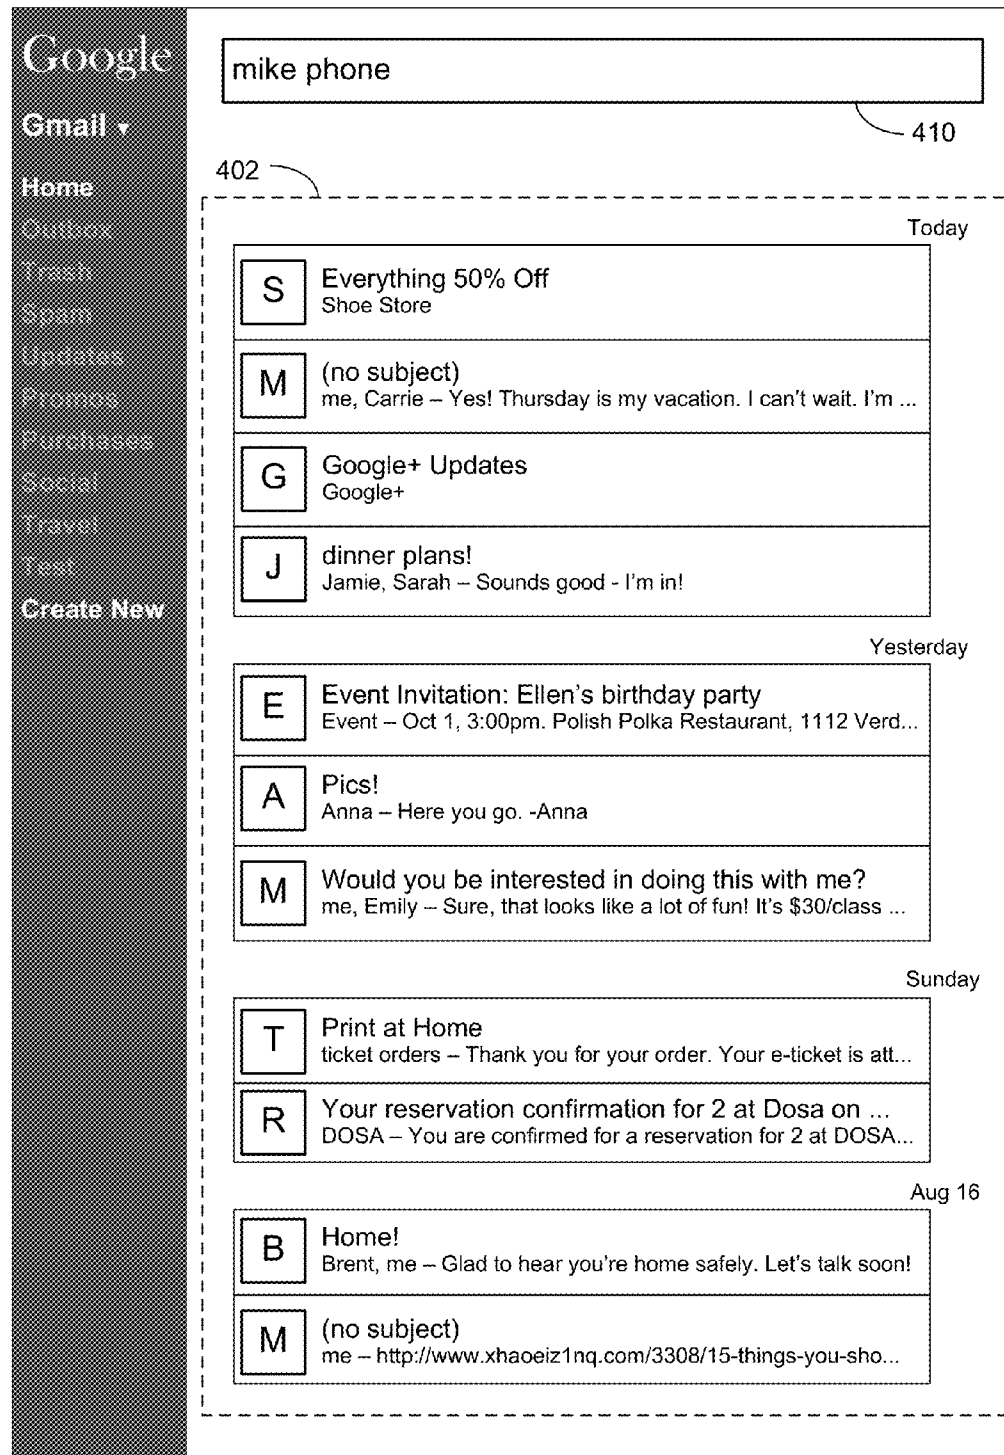 Google
Gmail ▾
Home
Outbox
Trash
Spam
Updates
Promos
Purchases
Social
Travel
Test
Create New
mike phone
410
402
Today
S
Everything 50% Off
Shoe Store
M
(no subject)
me, Carrie – Yes! Thursday is my vacation. I can't wait. I'm ...
G
Google+ Updates
Google+
J
dinner plans!
Jamie, Sarah – Sounds good - I'm in!
Yesterday
E
Event Invitation: Ellen's birthday party
Event – Oct 1, 3:00pm. Polish Polka Restaurant, 1112 Verd...
A
Pics!
Anna – Here you go. -Anna
M
Would you be interested in doing this with me?
me, Emily – Sure, that looks like a lot of fun! It's $30/class ...
Sunday
T
Print at Home
ticket orders – Thank you for your order. Your e-ticket is att...
R
Your reservation confirmation for 2 at Dosa on ...
DOSA – You are confirmed for a reservation for 2 at DOSA...
Aug 16
B
Home!
Brent, me – Glad to hear you're home safely. Let's talk soon!
M
(no subject)
me – http://www.xhaoeiz1nq.com/3308/15-things-you-sho...